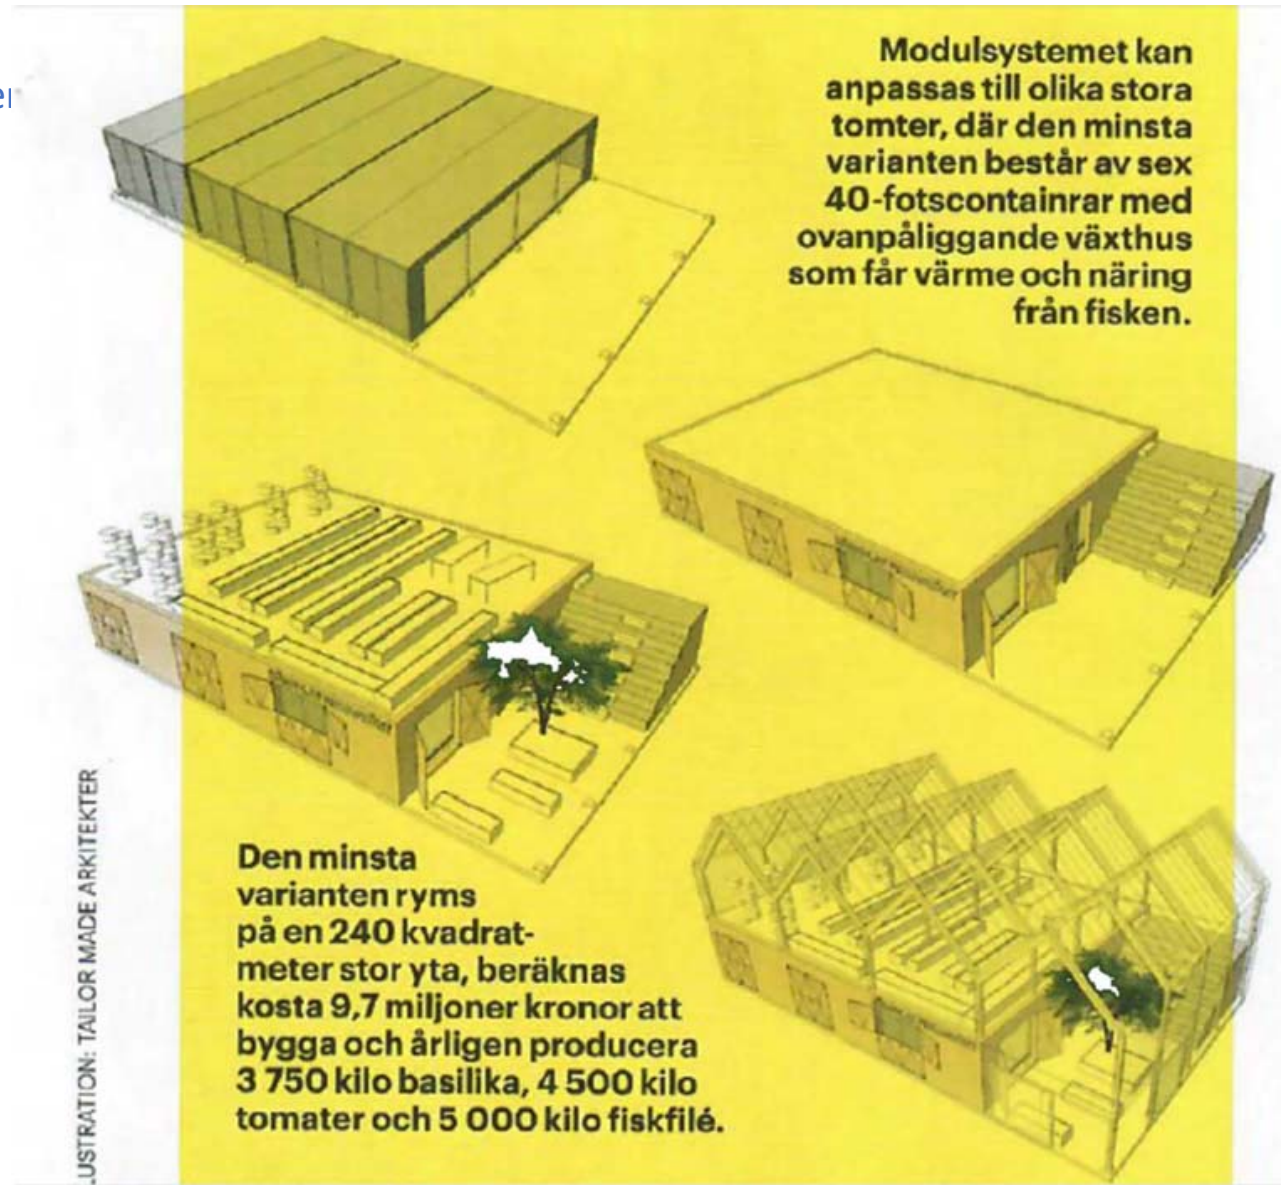 Modulsystemet kan
anpassas till olika stora
tomter, där den minsta
varianten består av sex
40-fotscontainrar med
ovanpåliggande växthus
som får värme och näring
från fisken.
Den minsta
varianten ryms
på en 240 kvadrat-
meter stor yta, beräknas
kosta 9,7 miljoner kronor att
bygga och årligen producera
3 750 kilo basilika, 4 500 kilo
tomater och 5 000 kilo fiskfilé.
LUSTRATION: TAILOR MADE ARKITEKTER